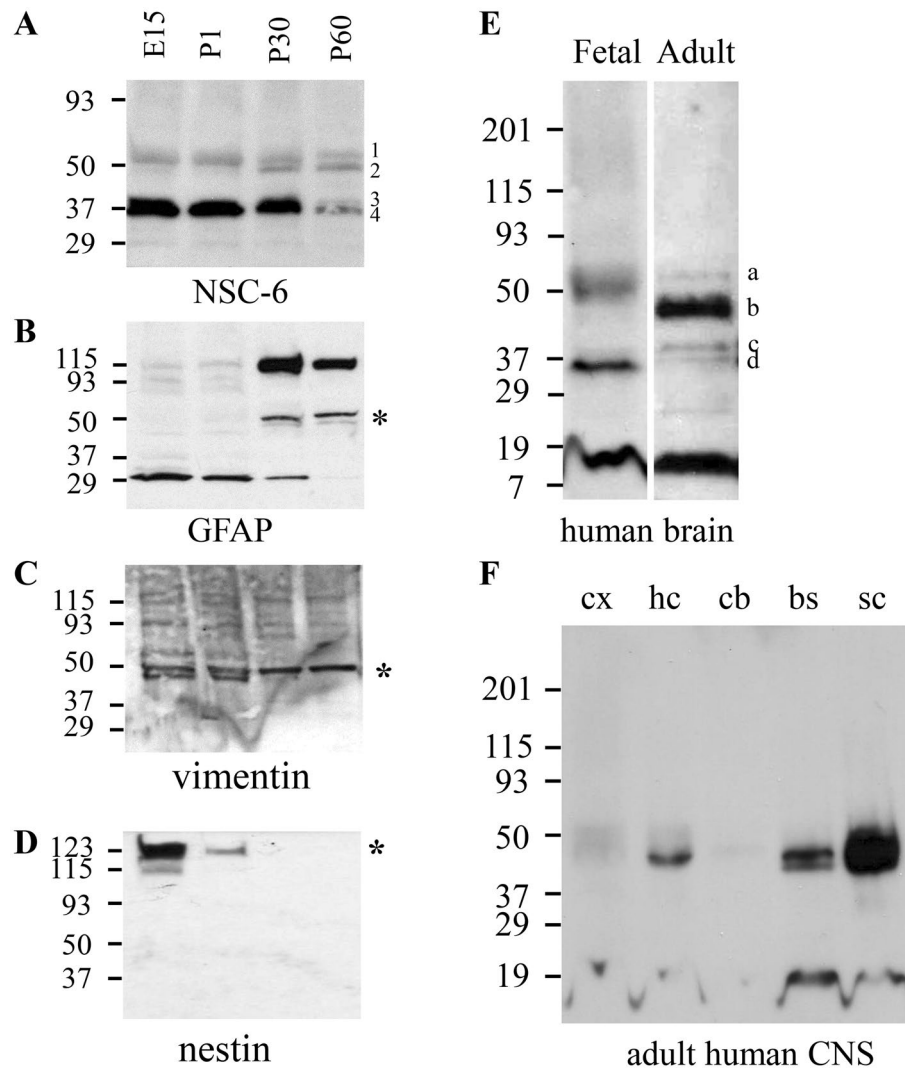 A
E15 P1 P30 P60
93
50
37
29
1
2
3
4
NSC-6
B
115
93
50
37
29
*
GFAP
C
115
93
50
37
29
*
vimentin
D
123
115
93
50
37
*
nestin
E
Fetal Adult
201
115
93
50
37
29
19
7
a
b
c
d
human brain
F
cx hc cb bs sc
201
115
93
50
37
29
19
adult human CNS